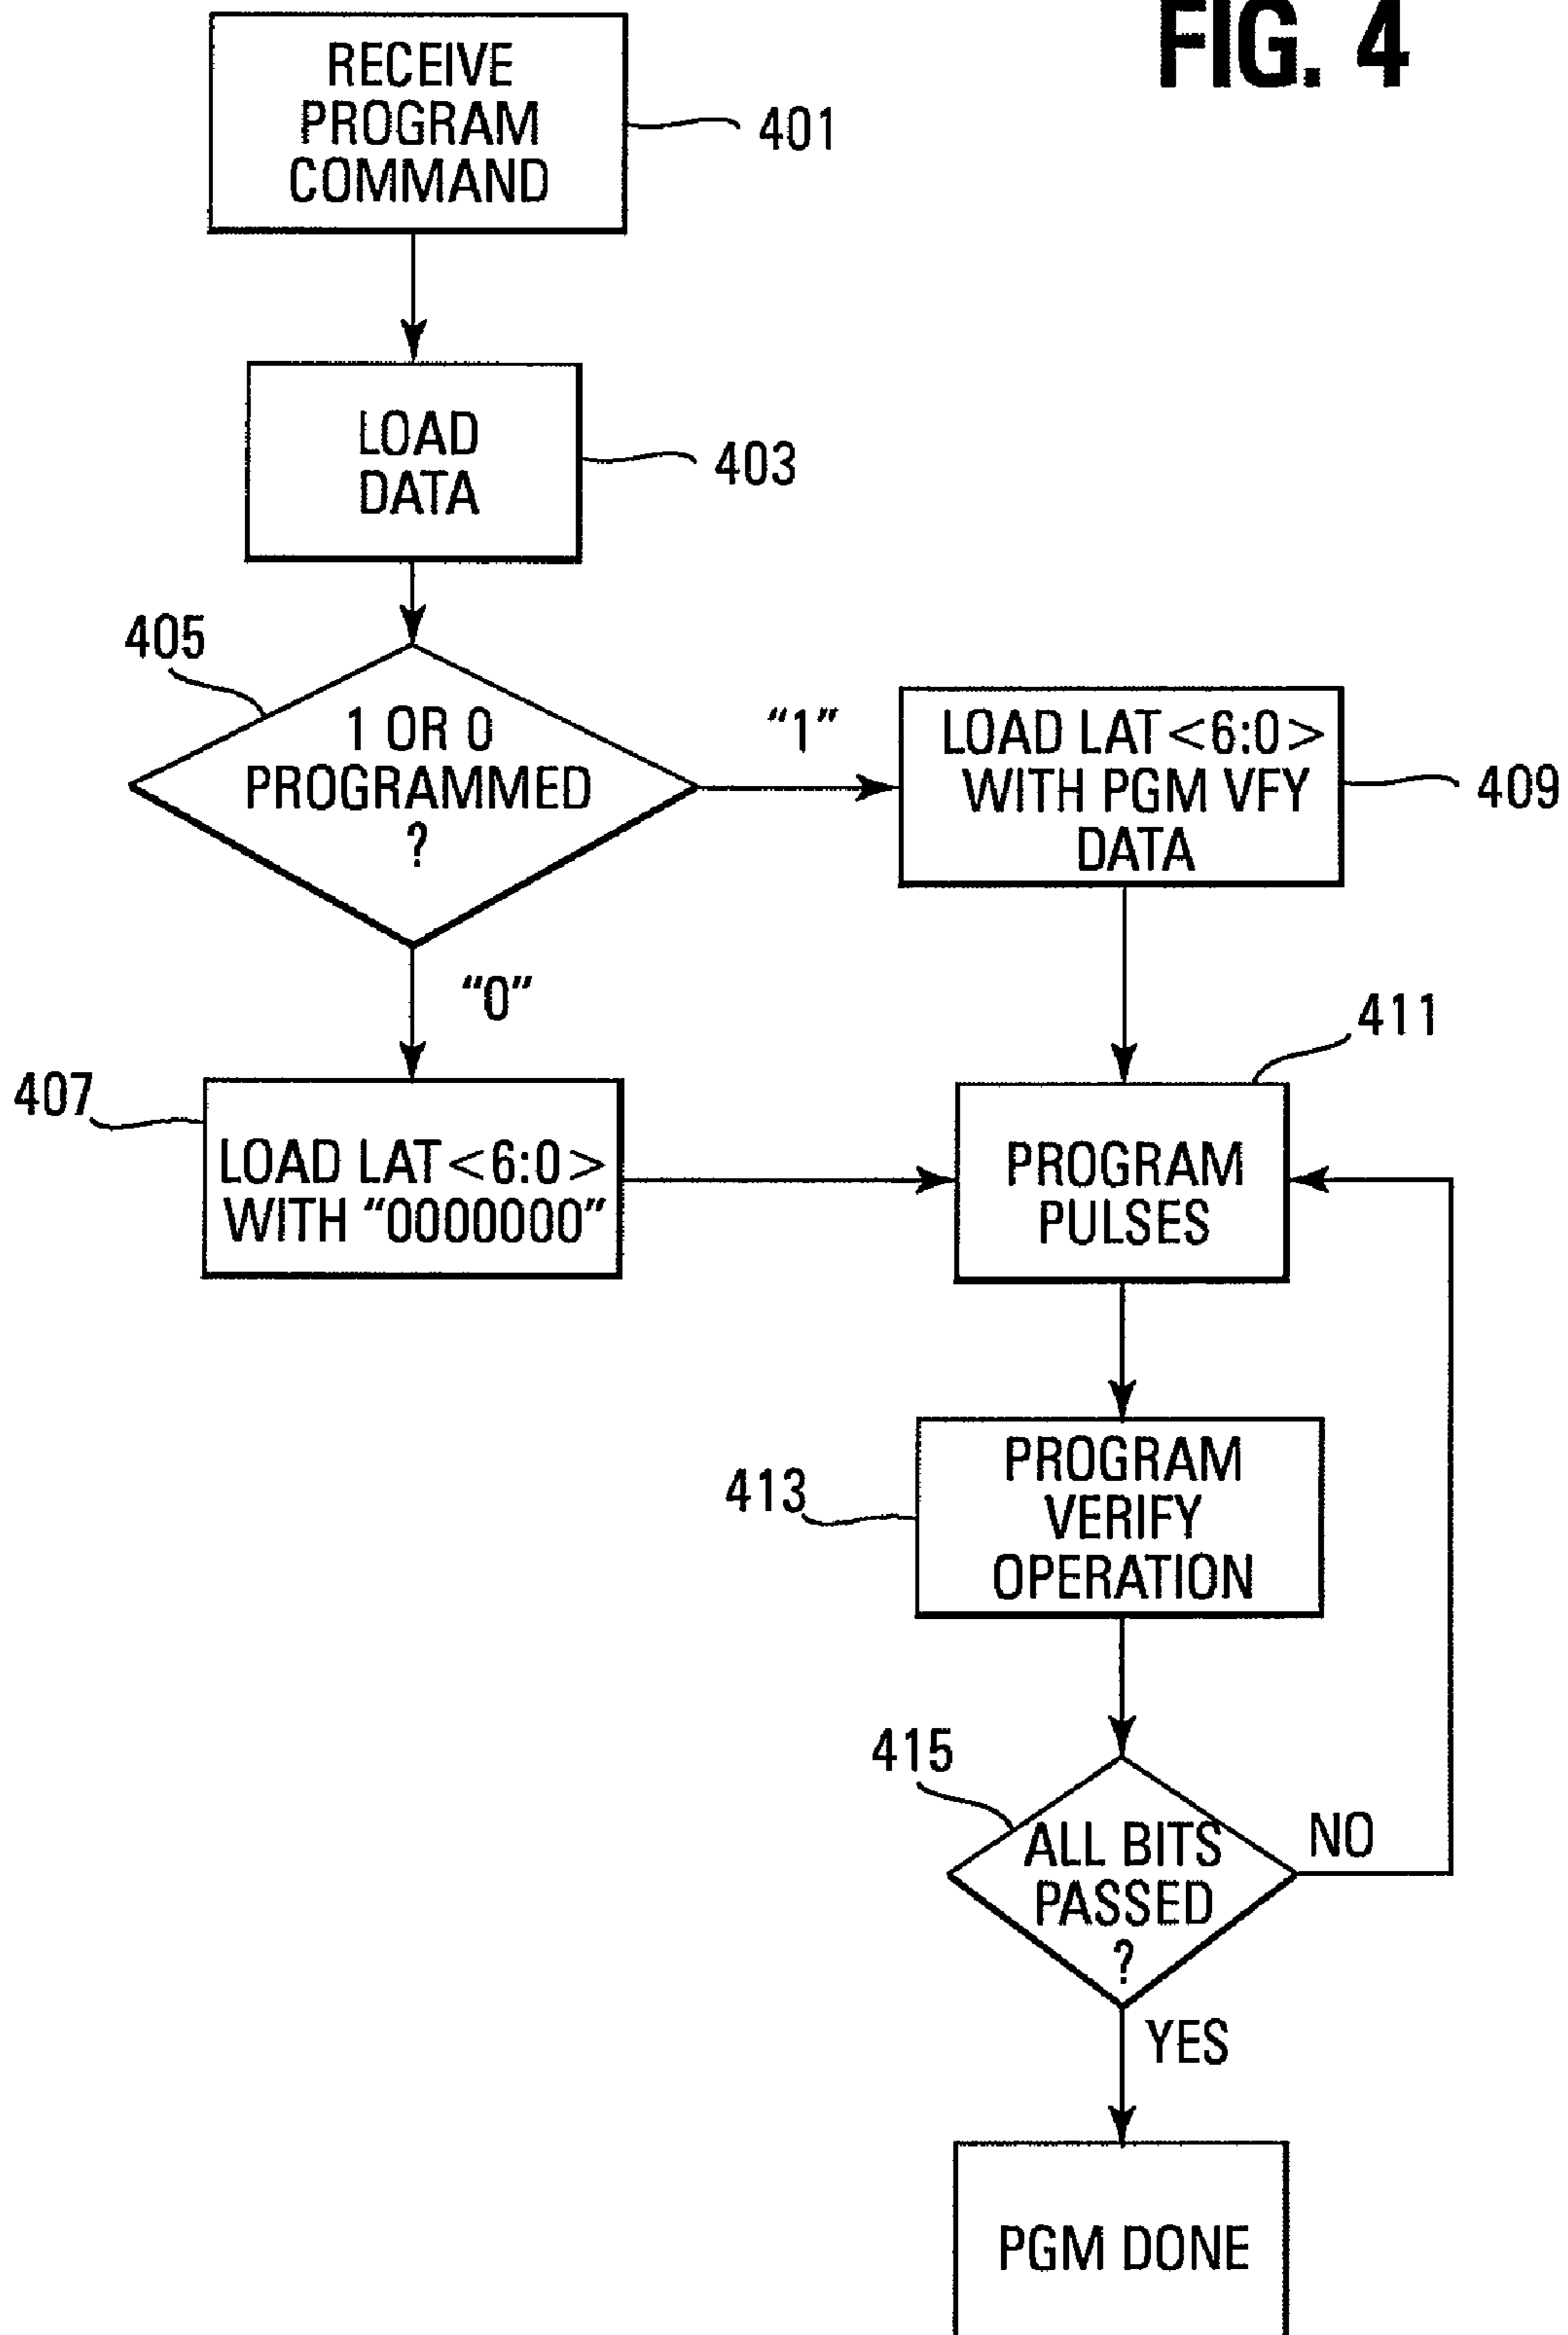 FIG. 4
RECEIVE
PROGRAM
COMMAND
401
LOAD
DATA
403
405
1 OR 0
PROGRAMMED
?
"1"
LOAD LAT<6:0>
WITH PGM VFY
DATA
409
"0"
407
LOAD LAT<6:0>
WITH "0000000"
411
PROGRAM
PULSES
413
PROGRAM
VERIFY
OPERATION
415
ALL BITS
PASSED
?
NO
YES
PGM DONE